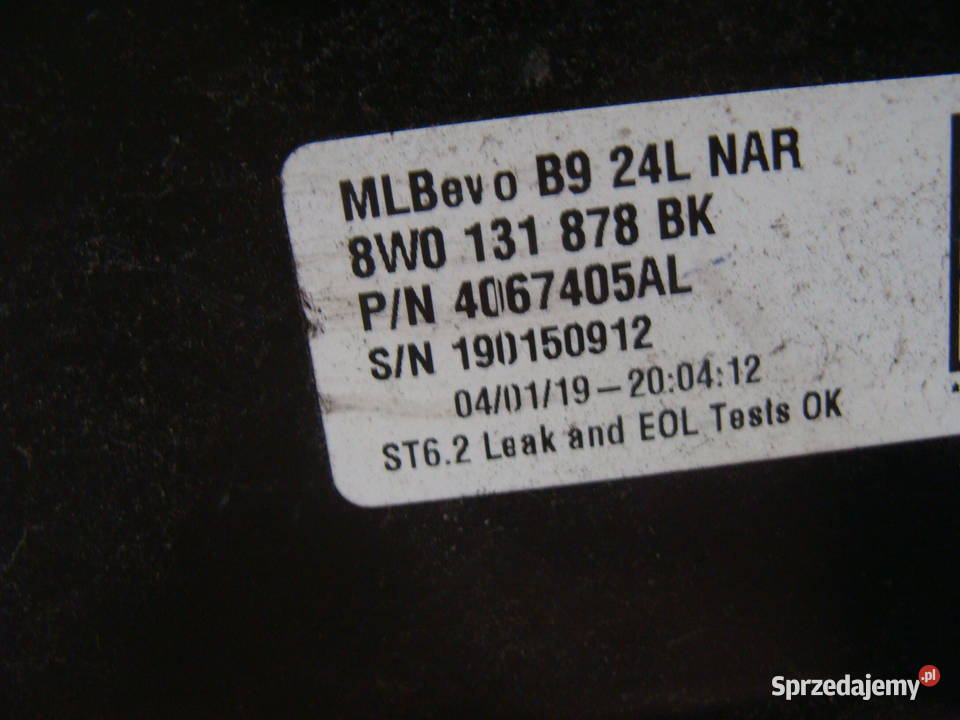 MLBevo B9 24L NAR
8W0 131 878 BK
P/N 4067405AL
S/N 190150912
04/01/19–20:04:12
ST6.2 Leak and EOL Tests OK
Sprzedajemy.pl